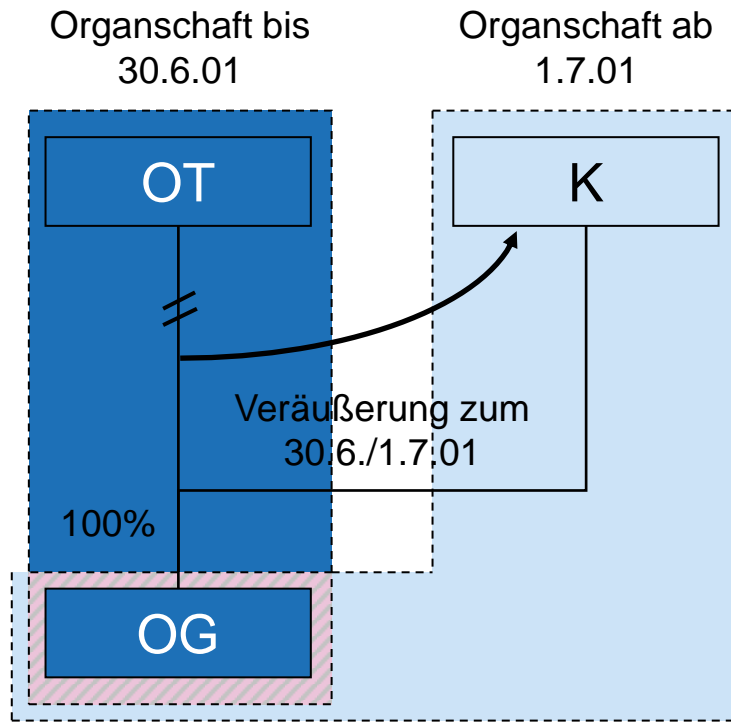 Organschaft bis
30.6.01
Organschaft ab
1.7.01
OT
K
Veräußerung zum
30.6./1.7.01
100%
OG